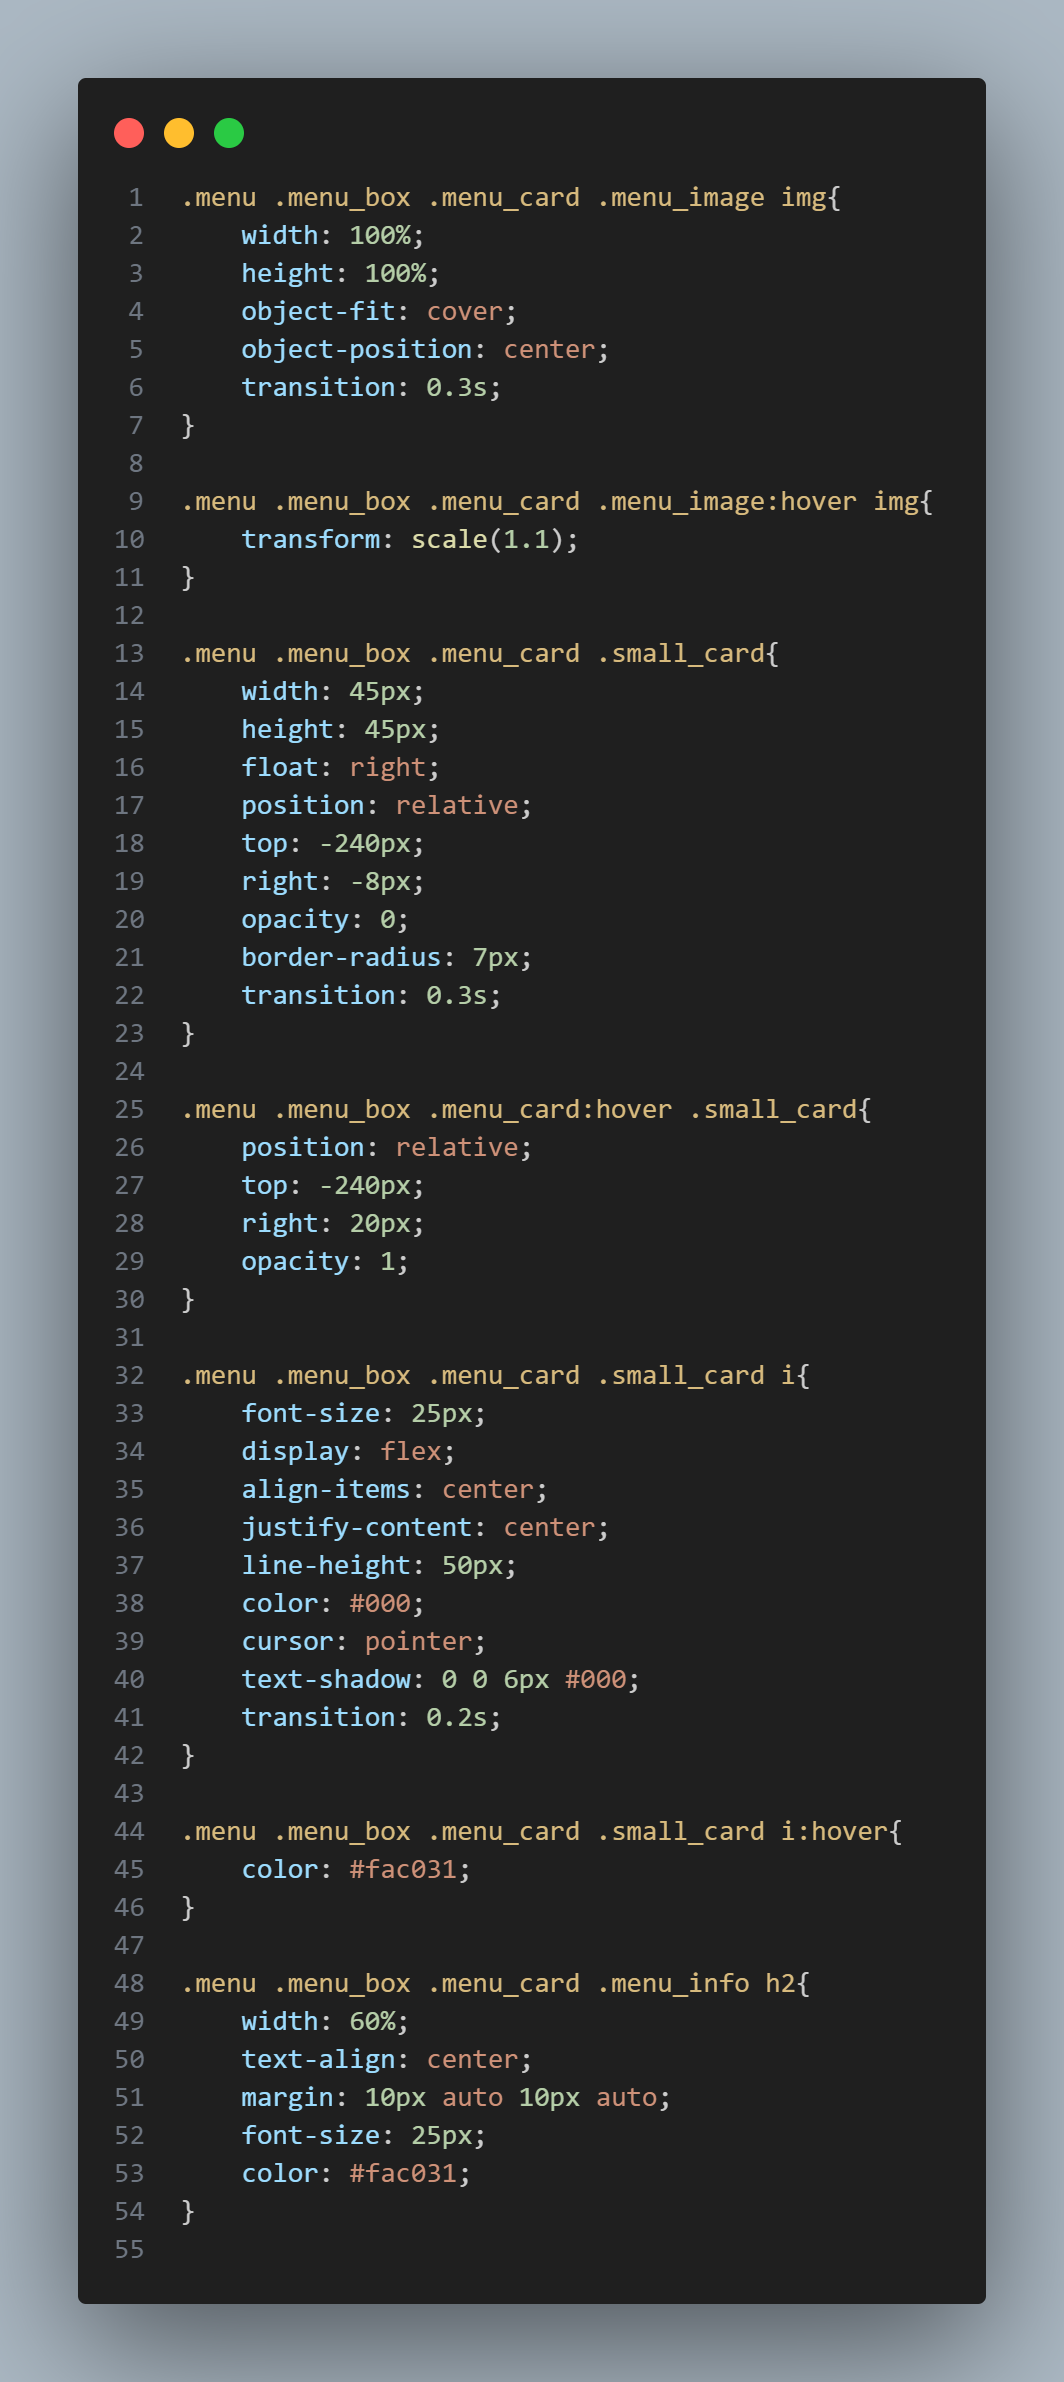 1 .menu .menu_box .menu_card .menu_image img{
2     width: 100%;
3     height: 100%;
4     object-fit: cover;
5     object-position: center;
6     transition: 0.3s;
7 }
8
9 .menu .menu_box .menu_card .menu_image:hover img{
10     transform: scale(1.1);
11 }
12
13 .menu .menu_box .menu_card .small_card{
14     width: 45px;
15     height: 45px;
16     float: right;
17     position: relative;
18     top: -240px;
19     right: -8px;
20     opacity: 0;
21     border-radius: 7px;
22     transition: 0.3s;
23 }
24
25 .menu .menu_box .menu_card:hover .small_card{
26     position: relative;
27     top: -240px;
28     right: 20px;
29     opacity: 1;
30 }
31
32 .menu .menu_box .menu_card .small_card i{
33     font-size: 25px;
34     display: flex;
35     align-items: center;
36     justify-content: center;
37     line-height: 50px;
38     color: #000;
39     cursor: pointer;
40     text-shadow: 0 0 6px #000;
41     transition: 0.2s;
42 }
43
44 .menu .menu_box .menu_card .small_card i:hover{
45     color: #fac031;
46 }
47
48 .menu .menu_box .menu_card .menu_info h2{
49     width: 60%;
50     text-align: center;
51     margin: 10px auto 10px auto;
52     font-size: 25px;
53     color: #fac031;
54 }
55